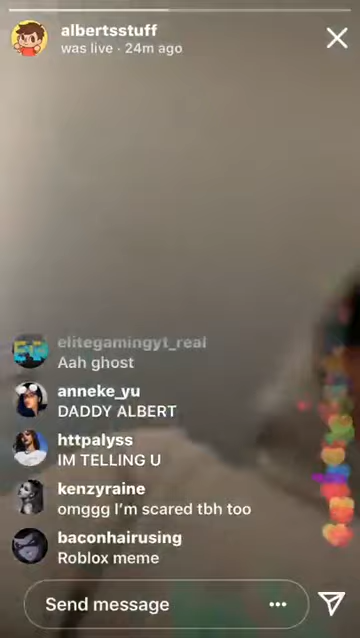 albertsstuff
was live · 24m ago
elitegamingyt_real
Aah ghost
anneke_yu
DADDY ALBERT
httpalyss
IM TELLING U
kenzyraine
omggg I'm scared tbh too
baconhairusing
Roblox meme
Send message